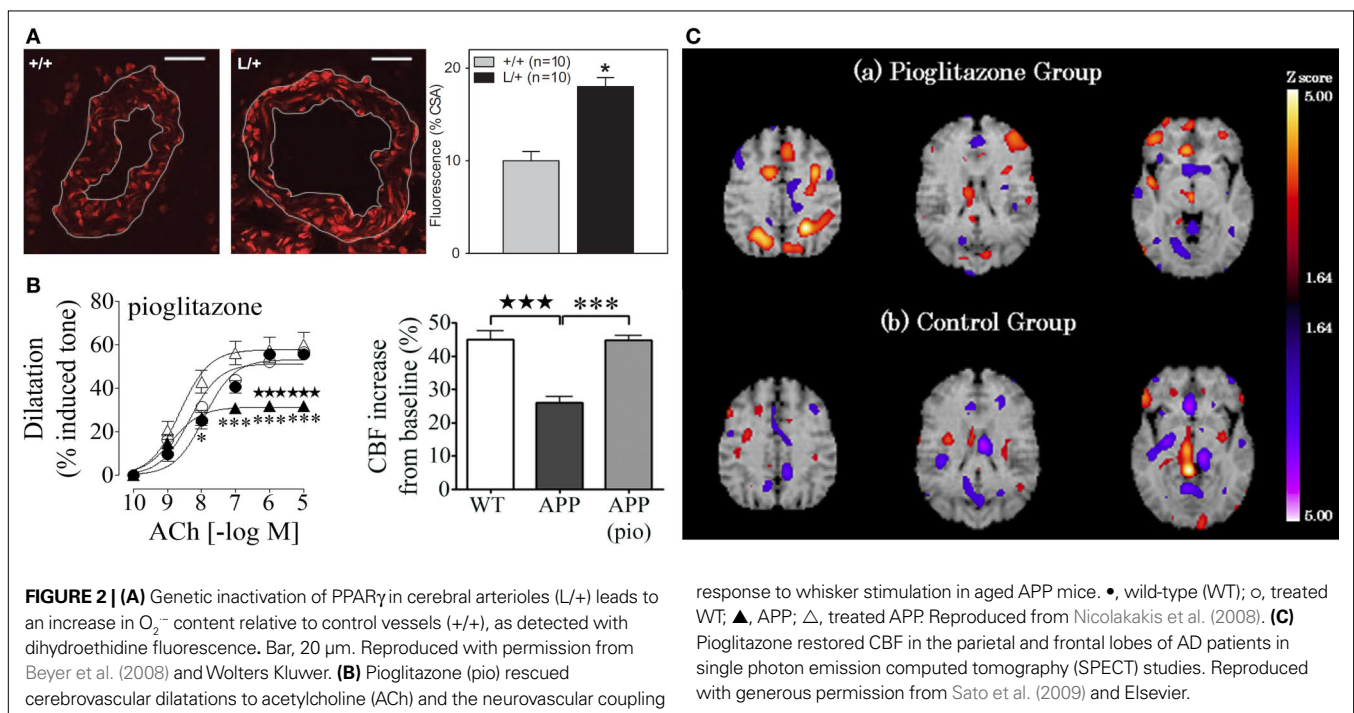 A
+/+
L/+
+/+ (n=10)
L/+ (n=10)
*
20
10
0
Fluorescence (% CSA)
B
pioglitazone
80
60
40
20
0
Dilatation
(% induced tone)
★★★★★★
* *** *** ***
10 9 8 7 6 5
ACh [-log M]
★★★ ***
50
40
30
20
10
0
CBF increase
from baseline (%)
WT APP APP
(pio)
C
(a) Pioglitazone Group
Z score
5.00
1.64
1.64
5.00
(b) Control Group
FIGURE 2 | (A) Genetic inactivation of PPARγ in cerebral arterioles (L/+) leads to
an increase in O₂·⁻ content relative to control vessels (+/+), as detected with
dihydroethidine fluorescence. Bar, 20 μm. Reproduced with permission from
Beyer et al. (2008) and Wolters Kluwer. (B) Pioglitazone (pio) rescued
cerebrovascular dilatations to acetylcholine (ACh) and the neurovascular coupling
response to whisker stimulation in aged APP mice. •, wild-type (WT); ○, treated
WT; ▲, APP; △, treated APP. Reproduced from Nicolakakis et al. (2008). (C)
Pioglitazone restored CBF in the parietal and frontal lobes of AD patients in
single photon emission computed tomography (SPECT) studies. Reproduced
with generous permission from Sato et al. (2009) and Elsevier.